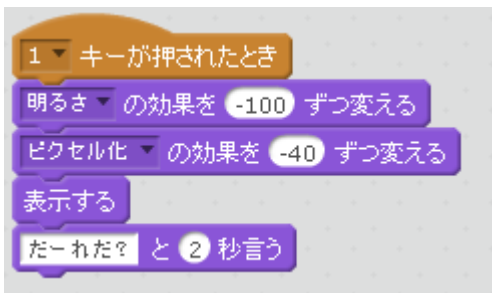 1 キーが押されたとき
明るさ の効果を -100 ずつ変える
ピクセル化 の効果を -40 ずつ変える
表示する
だーれだ? と 2 秒言う